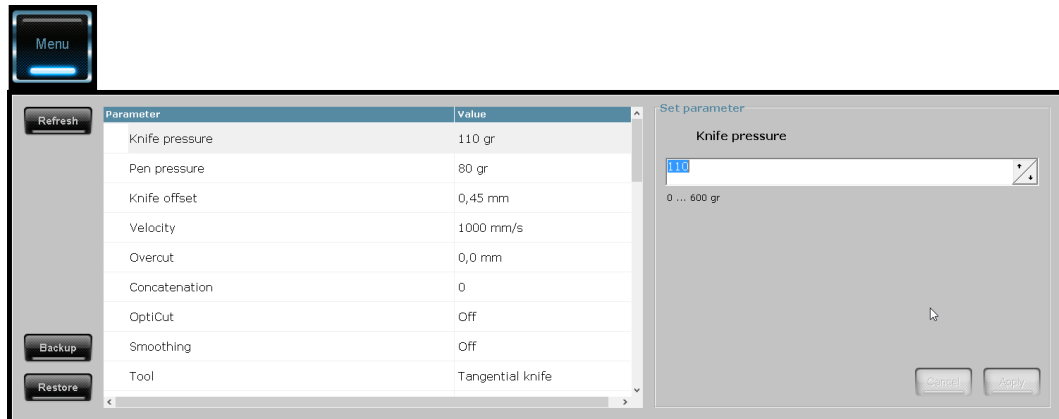 Menu
Refresh
Parameter Value
Knife pressure 110 gr
Pen pressure 80 gr
Knife offset 0,45 mm
Velocity 1000 mm/s
Overcut 0,0 mm
Concatenation 0
OptiCut Off
Smoothing Off
Tool Tangential knife
Backup
Restore
Set parameter
Knife pressure
110
0 ... 600 gr
Cancel Apply